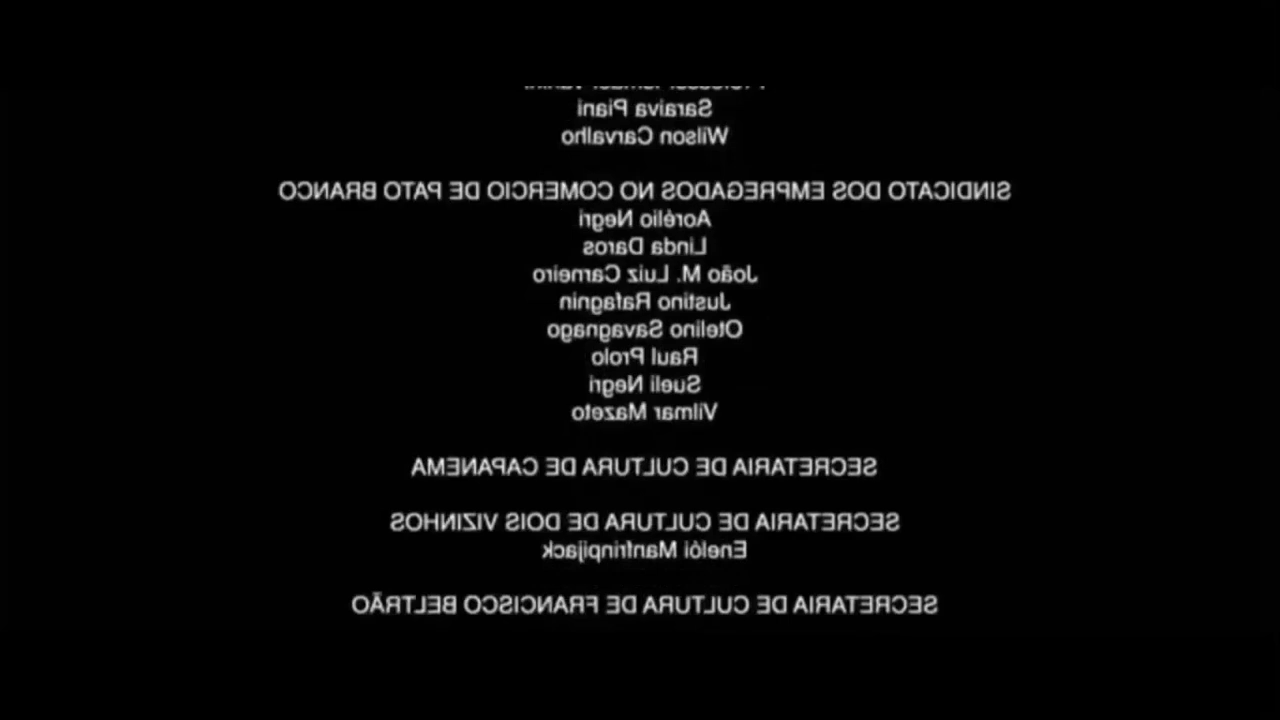 Saraiva Piani
Wilson Carvalho
SINDICATO DOS EMPREGADOS NO COMERCIO DE PATO BRANCO
Aorélio Negri
Linda Daros
João M. Luiz Carneiro
Justino Rafagnin
Otelino Savagnago
Raul Prolo
Sueli Negri
Vilmar Mazeto
SECRETARIA DE CULTURA DE CAPANEMA
SECRETARIA DE CULTURA DE DOIS VIZINHOS
Enelói Manfrinpijack
SECRETARIA DE CULTURA DE FRANCISCO BELTRÃO